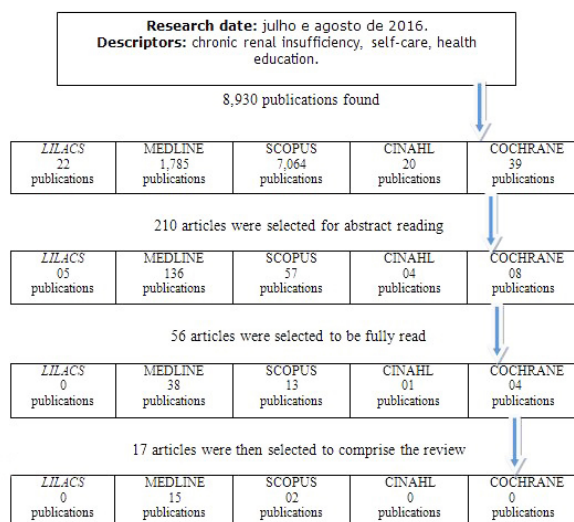 Research date: julho e agosto de 2016.
Descriptors: chronic renal insufficiency, self-care, health
education.
8,930 publications found
LILACS MEDLINE SCOPUS CINAHL COCHRANE
22 1,785 7,064 20 39
publications publications publications publications publications
210 articles were selected for abstract reading
LILACS MEDLINE SCOPUS CINAHL COCHRANE
05 136 57 04 08
publications publications publications publications publications
56 articles were selected to be fully read
LILACS MEDLINE SCOPUS CINAHL COCHRANE
0 38 13 01 04
publications publications publications publications publications
17 articles were then selected to comprise the review
LILACS MEDLINE SCOPUS CINAHL COCHRANE
0 15 02 0 0
publications publications publications publications publications